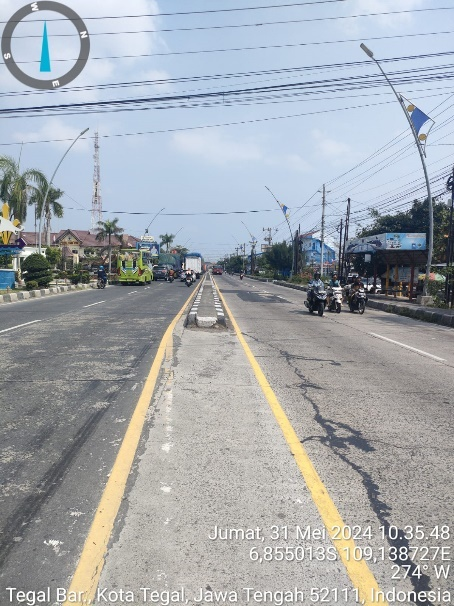 W
N
S
E
Jumat, 31 Mei 2024 10.35.48
6,855013S 109,138727E
274° W
Tegal Bar., Kota Tegal, Jawa Tengah 52111, Indonesia